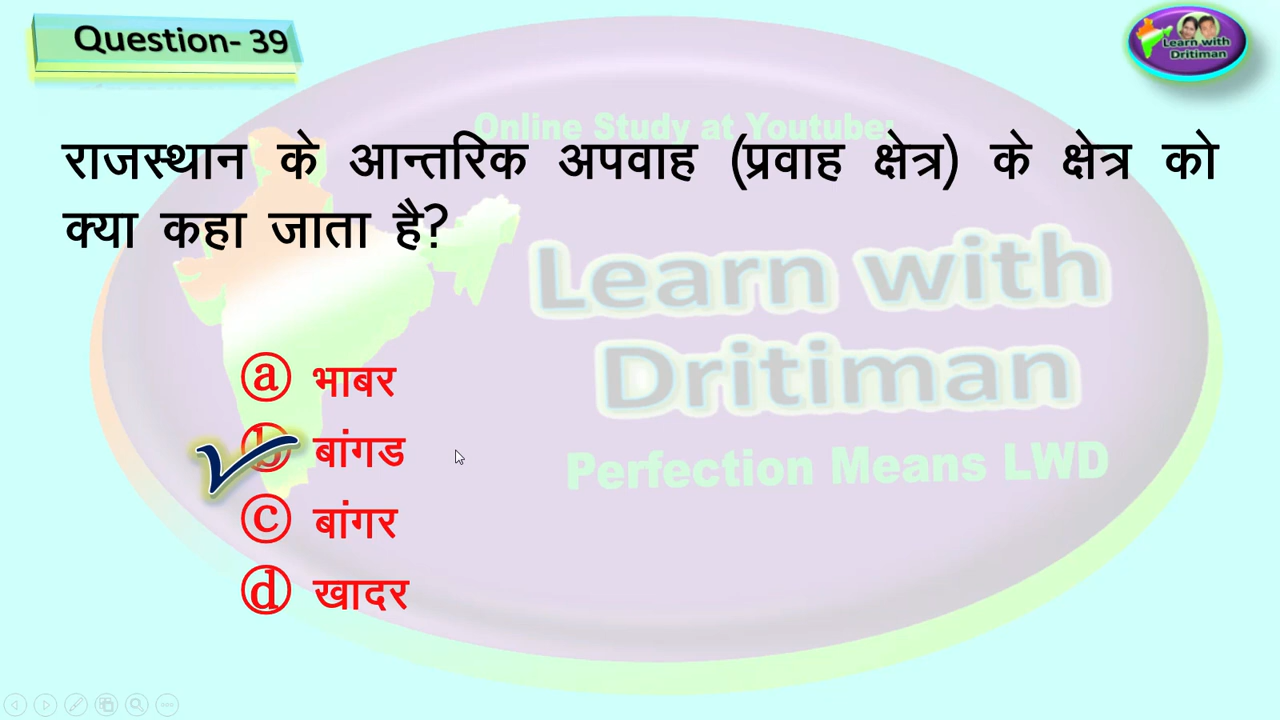 Question- 39
Learn with
Dritiman
Online Study at Youtube:
राजस्थान के आन्तरिक अपवाह (प्रवाह क्षेत्र) के क्षेत्र को
क्या कहा जाता है?
Learn with
Dritiman
Perfection Means LWD
ⓐ भाबर
ⓑ बांगड
ⓒ बांगर
ⓓ खादर